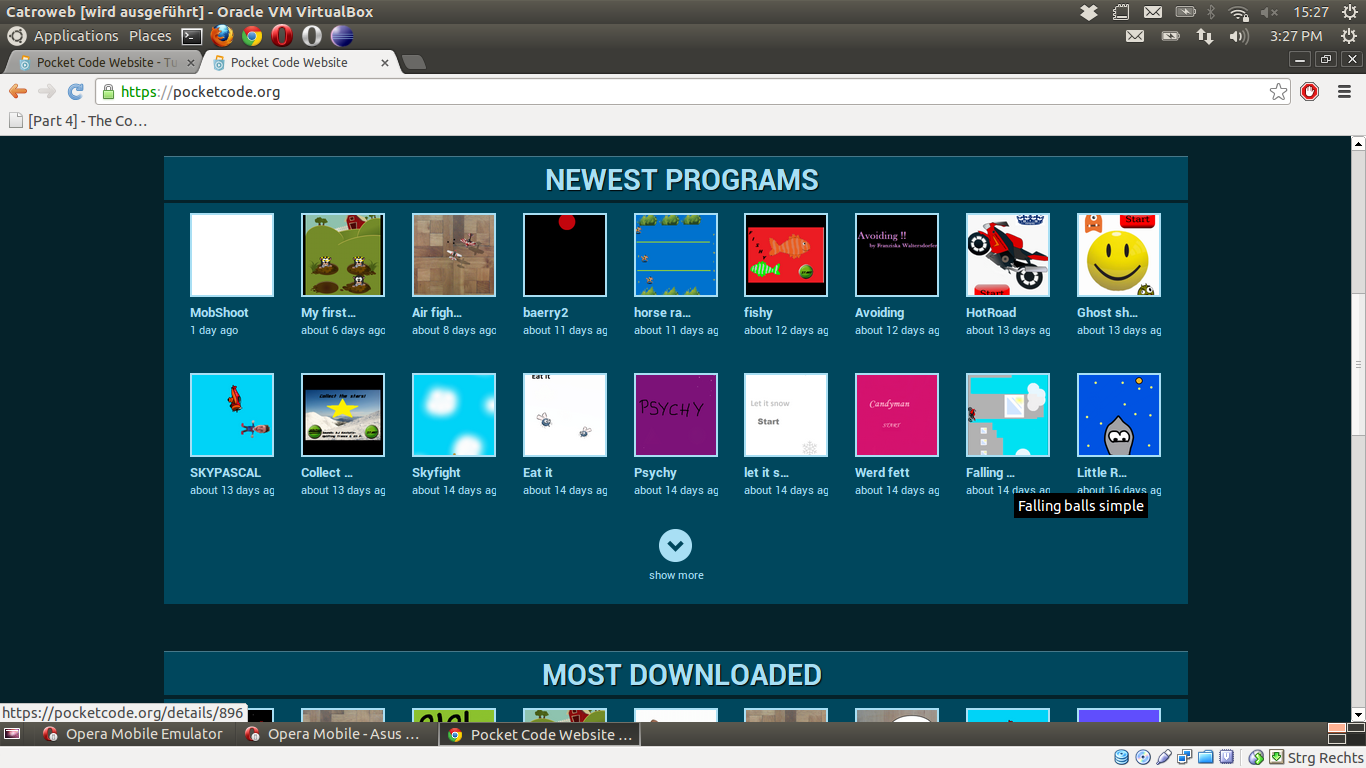 Catroweb [wird ausgeführt] - Oracle VM VirtualBox
15:27
Applications Places
3:27 PM
Pocket Code Website - Tu
Pocket Code Website
https://pocketcode.org
[Part 4] - The Co…
NEWEST PROGRAMS
Avoiding !!
by Franziska Waltersdorfer
Start
Start
MobShoot
My first…
Air figh…
baerry2
horse ra…
fishy
Avoiding
HotRoad
Ghost sh…
1 day ago
about 6 days ago
about 8 days ago
about 11 days ag
about 11 days ag
about 12 days ag
about 12 days ag
about 13 days ag
about 13 days ag
Collect the stars!
Eat it
PSYCHY
Let it snow
Start
Candyman
START
SKYPASCAL
Collect …
Skyfight
Eat it
Psychy
let it s…
Werd fett
Falling …
Little R…
about 13 days ag
about 13 days ag
about 14 days ag
about 14 days ag
about 14 days ag
about 14 days ag
about 14 days ag
about 14 days ag
about 16 days ag
Falling balls simple
show more
MOST DOWNLOADED
https://pocketcode.org/details/896
Opera Mobile Emulator
Opera Mobile - Asus …
Pocket Code Website …
Strg Rechts